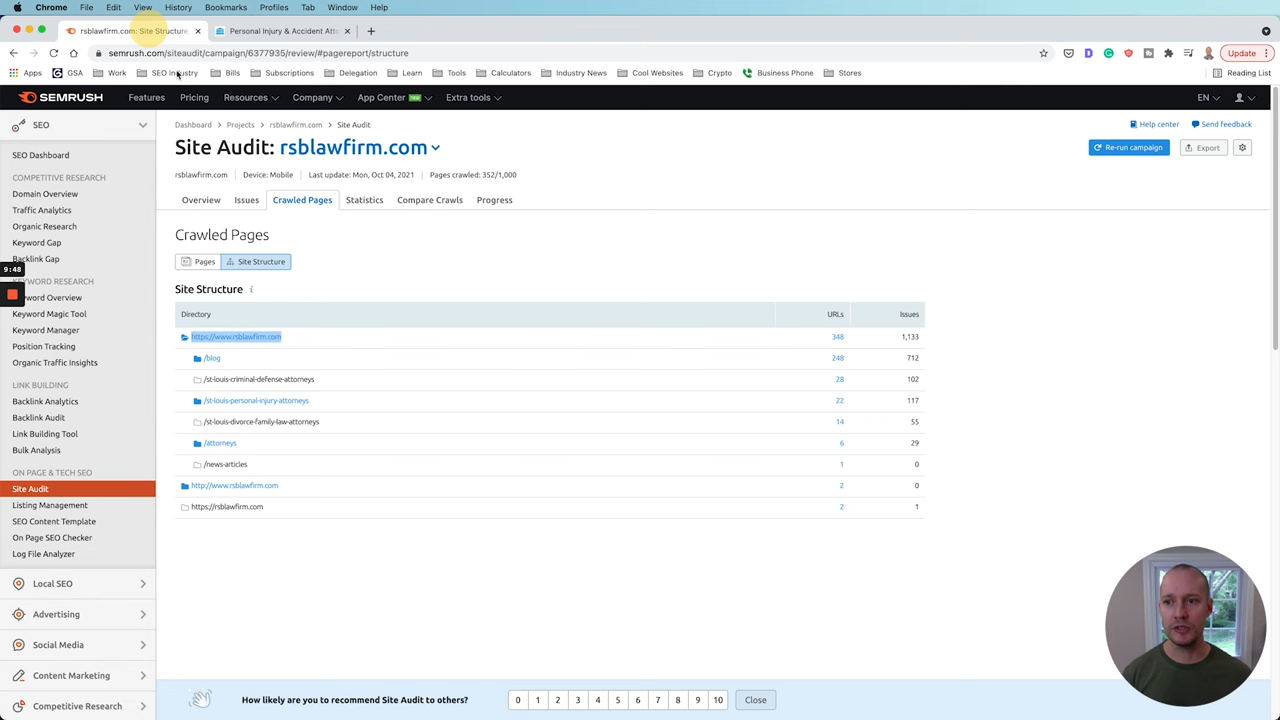 Chrome File Edit View History Bookmarks Profiles Tab Window Help
rsblawfirm.com: Site Structure, Personal Injury & Accident Atto
semrush.com/siteaudit/campaign/6377935/review/#pagereport/structure Update
Apps GSA Work SEO Industry Bills Subscriptions Delegation Learn Tools Calculators Industry News Cool Websites Crypto Business Phone Stores Reading List
SEMRUSH Features Pricing Resources Company App Center NEW Extra tools EN
SEO
SEO Dashboard
COMPETITIVE RESEARCH
Domain Overview
Traffic Analytics
Organic Research
Keyword Gap
Backlink Gap
9:48
KEYWORD RESEARCH
Keyword Overview
Keyword Magic Tool
Keyword Manager
Position Tracking
Organic Traffic Insights
LINK BUILDING
Backlink Analytics
Backlink Audit
Link Building Tool
Bulk Analysis
ON PAGE & TECH SEO
Site Audit
Listing Management
SEO Content Template
On Page SEO Checker
Log File Analyzer
Local SEO
Advertising
Social Media
Content Marketing
Competitive Research
Dashboard Projects rsblawfirm.com Site Audit
Help center Send feedback
Site Audit: rsblawfirm.com
Re-run campaign Export
rsblawfirm.com Device: Mobile Last update: Mon, Oct 04, 2021 Pages crawled: 352/1,000
Overview Issues Crawled Pages Statistics Compare Crawls Progress
Crawled Pages
Pages Site Structure
Site Structure i
Directory URLs Issues
https://www.rsblawfirm.com 348 1,133
/blog 248 712
/st-louis-criminal-defense-attorneys 28 102
/st-louis-personal-injury-attorneys 22 117
/st-louis-divorce-family-law-attorneys 14 55
/attorneys 6 29
/news-articles 1 0
http://www.rsblawfirm.com 2 0
https://rsblawfirm.com 2 1
How likely are you to recommend Site Audit to others? 0 1 2 3 4 5 6 7 8 9 10 Close